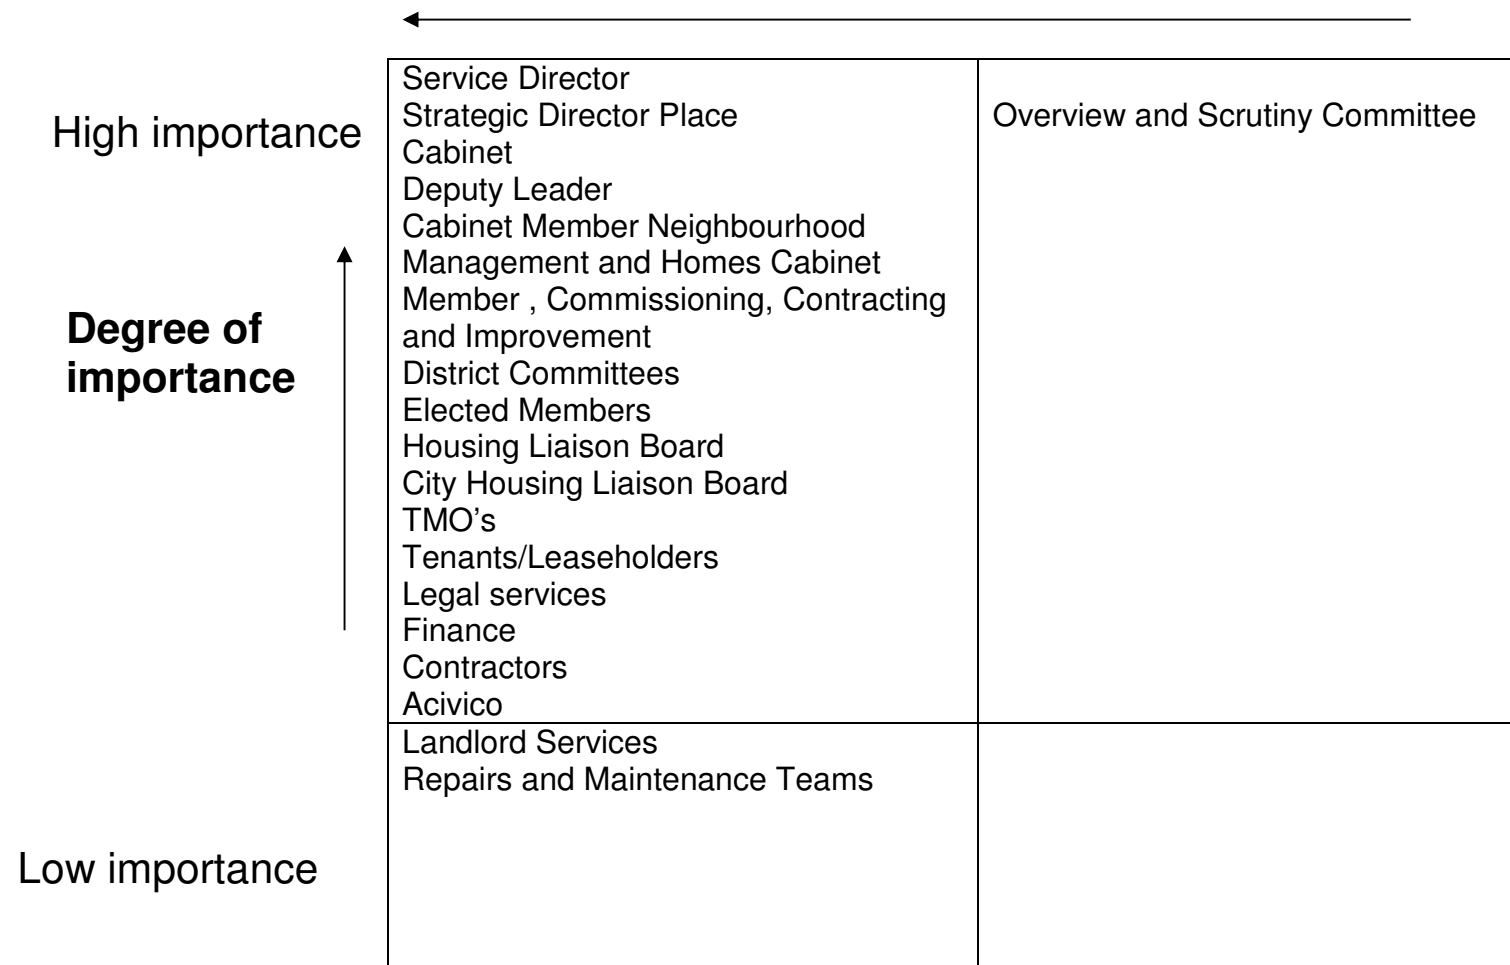 High importance
Degree of
importance
Low importance
Service Director
Strategic Director Place
Cabinet
Deputy Leader
Cabinet Member Neighbourhood
Management and Homes Cabinet
Member , Commissioning, Contracting
and Improvement
District Committees
Elected Members
Housing Liaison Board
City Housing Liaison Board
TMO’s
Tenants/Leaseholders
Legal services
Finance
Contractors
Acivico
Overview and Scrutiny Committee
Landlord Services
Repairs and Maintenance Teams